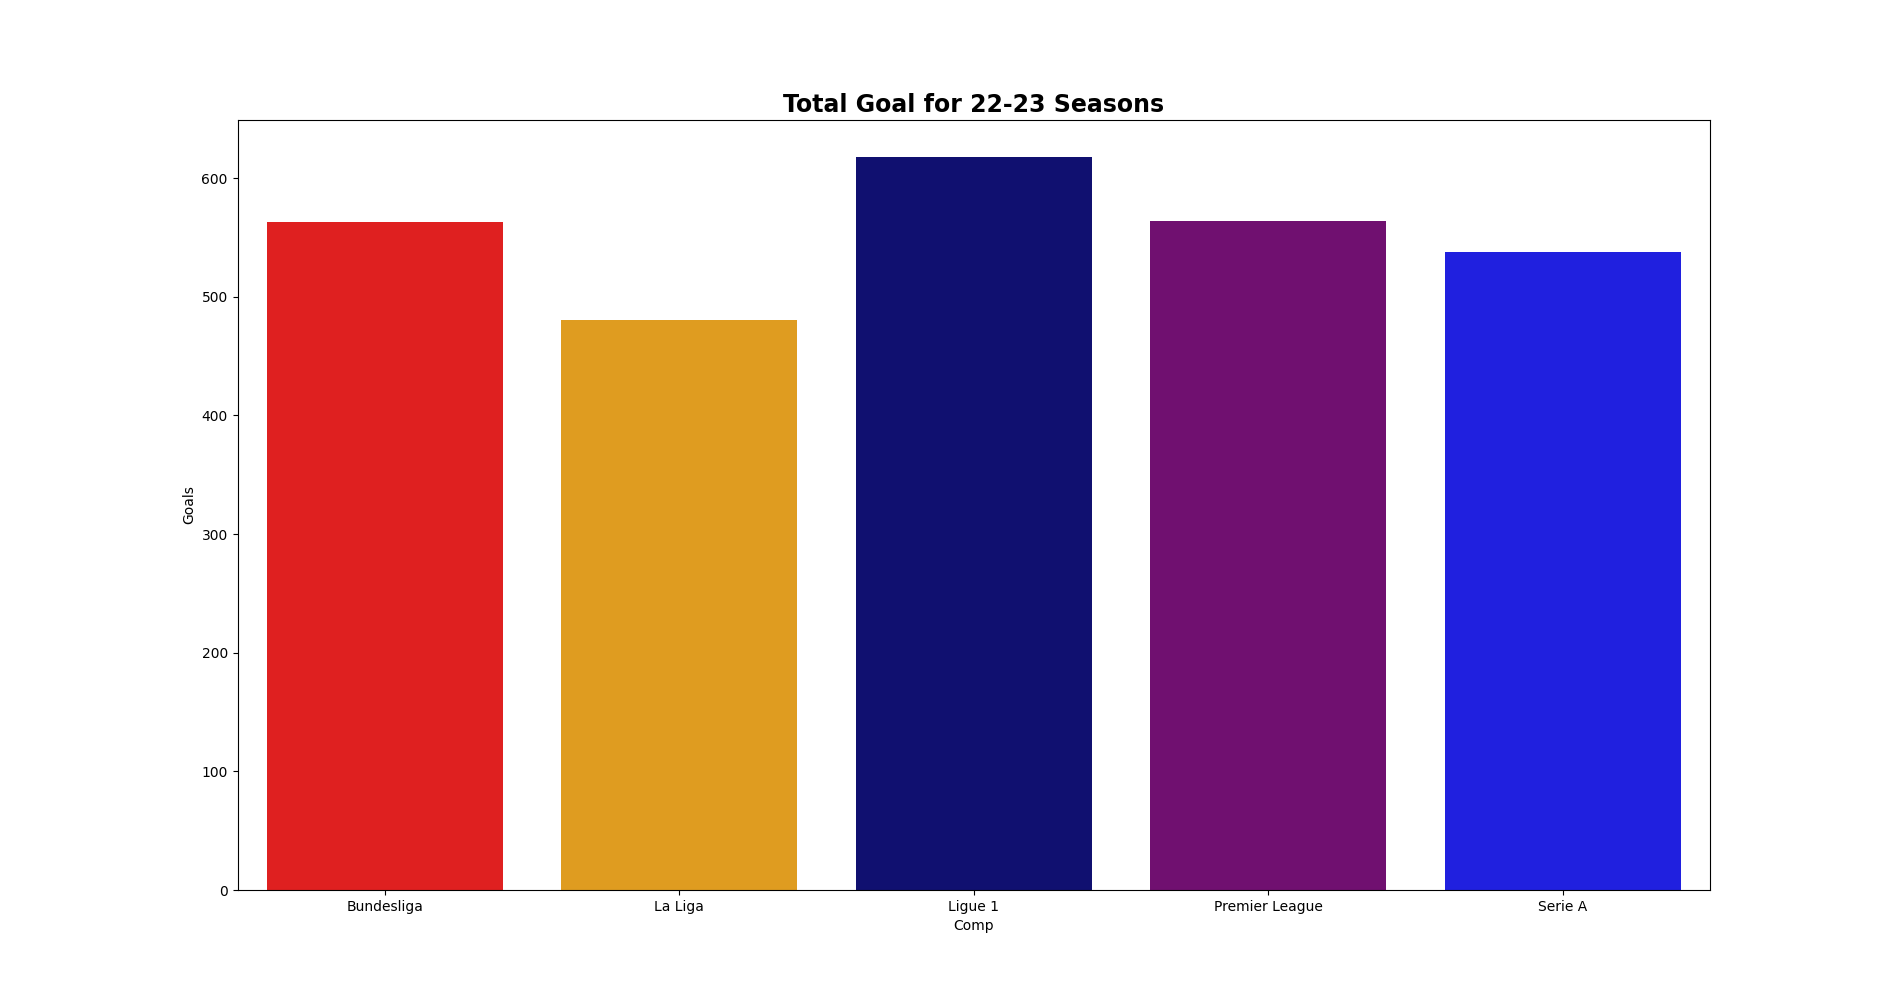 Total Goal for 22-23 Seasons
600
500
400
300
200
100
0
Goals
Bundesliga
La Liga
Ligue 1
Premier League
Serie A
Comp